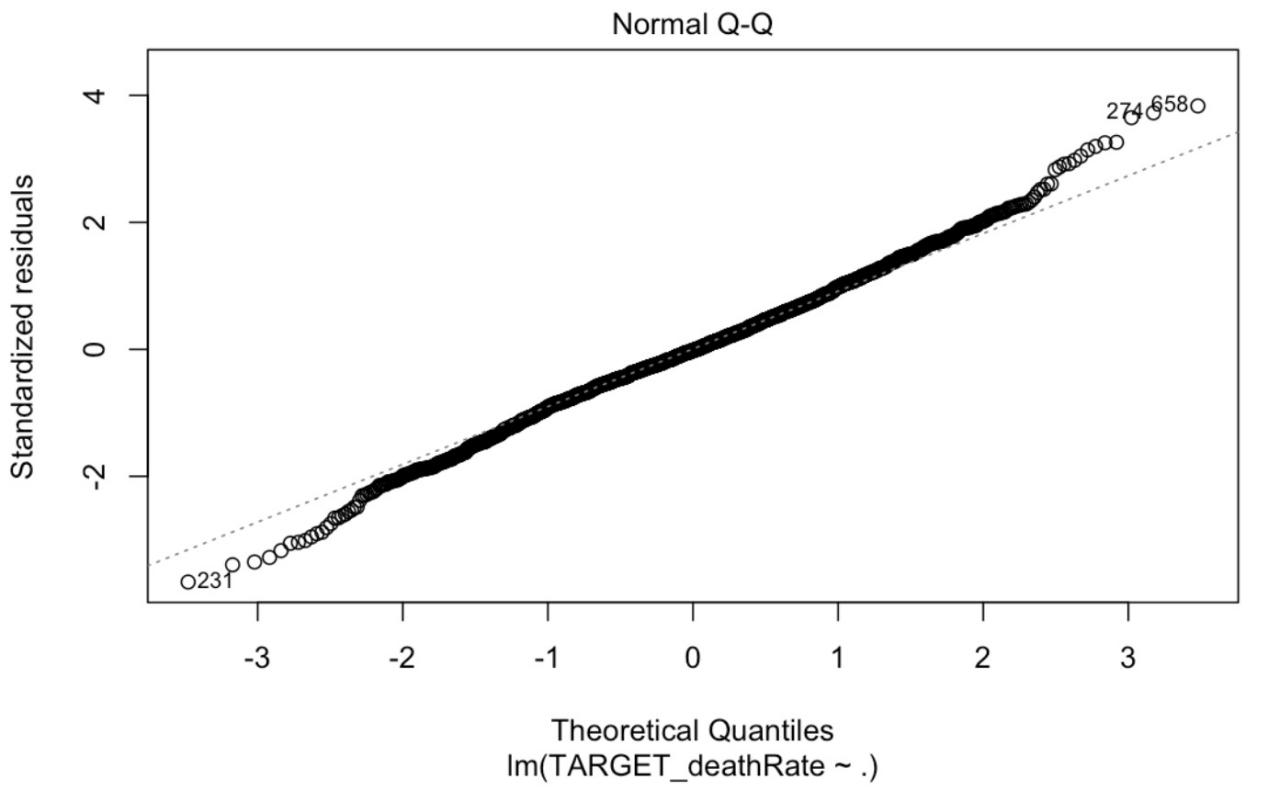 Normal Q-Q
Standardized residuals
4
2
0
-2
274
658
231
-3 -2 -1 0 1 2 3
Theoretical Quantiles
lm(TARGET_deathRate ~ .)